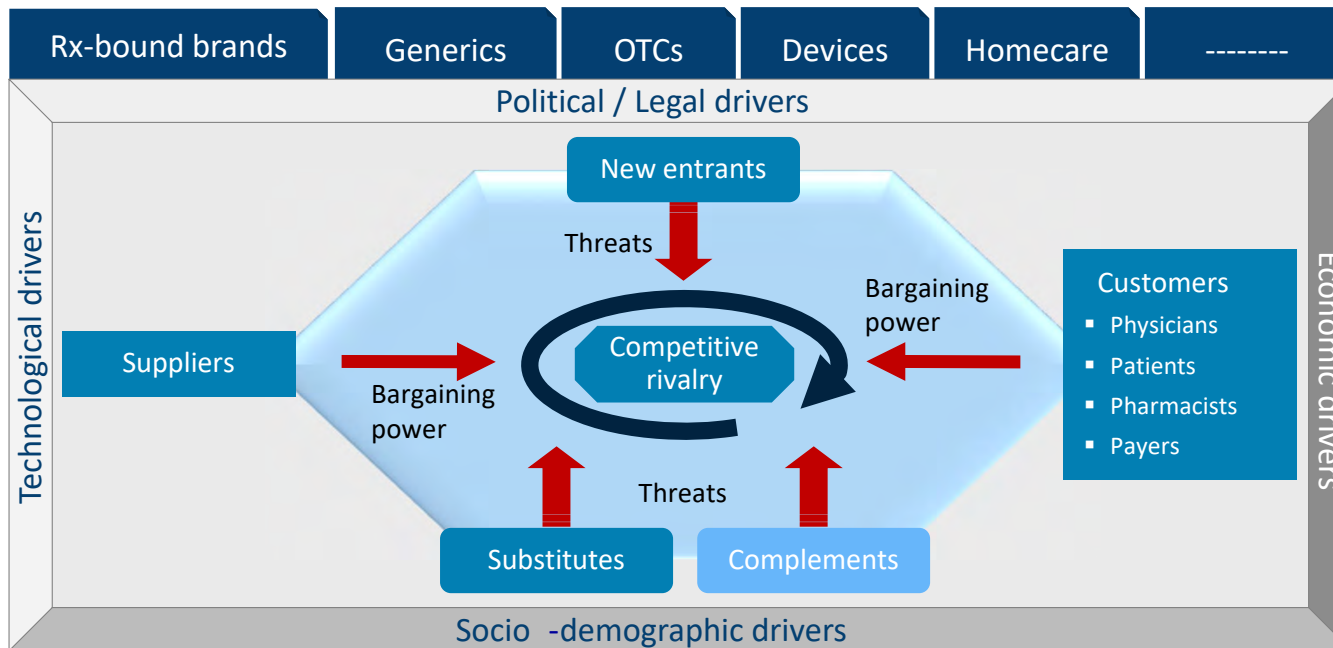 Rx-bound brands
Generics
OTCs
Devices
Homecare
--------
Political / Legal drivers
Technological drivers
Economic drivers
New entrants
Threats
Suppliers
Bargaining
power
Competitive
rivalry
Bargaining
power
Customers
▪ Physicians
▪ Patients
▪ Pharmacists
▪ Payers
Threats
Substitutes
Complements
Socio -demographic drivers